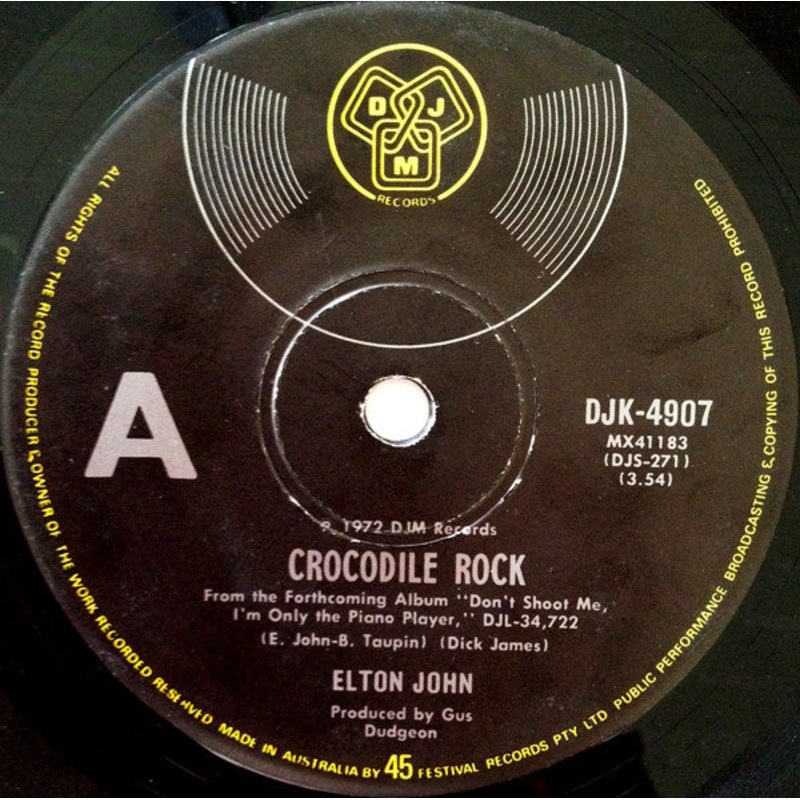 D J
M
RECORDS
ALL RIGHTS OF THE RECORD PRODUCER & OWNER OF THE WORK RECORDED RESERVED MADE IN AUSTRALIA BY 45 FESTIVAL RECORDS PTY LTD PUBLIC PERFORMANCE BROADCASTING & COPYING OF THIS RECORD PROHIBITED
A
DJK-4907
MX41183
(DJS-271)
(3.54)
℗ 1972 DJM Records
CROCODILE ROCK
From the Forthcoming Album "Don't Shoot Me,
I'm Only the Piano Player," DJL-34,722
(E. John-B. Taupin) (Dick James)
ELTON JOHN
Produced by Gus
Dudgeon